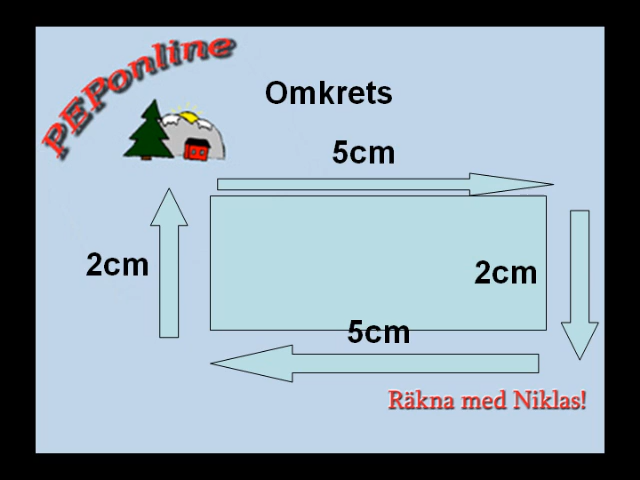 PEPonline
Omkrets
5cm
2cm
2cm
5cm
Räkna med Niklas!